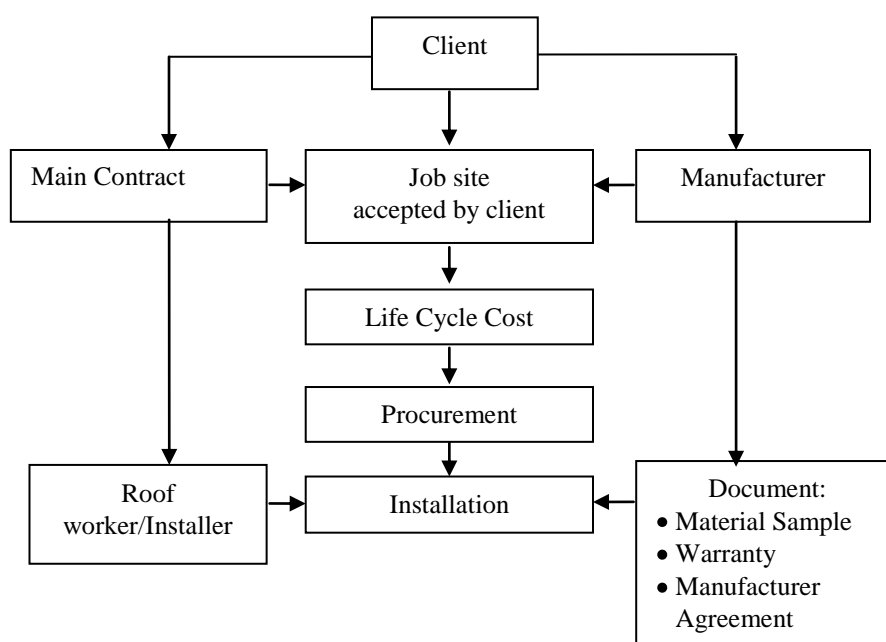 Client
Main Contract
Job site
accepted by client
Manufacturer
Life Cycle Cost
Procurement
Roof
worker/Installer
Installation
Document:
• Material Sample
• Warranty
• Manufacturer
Agreement